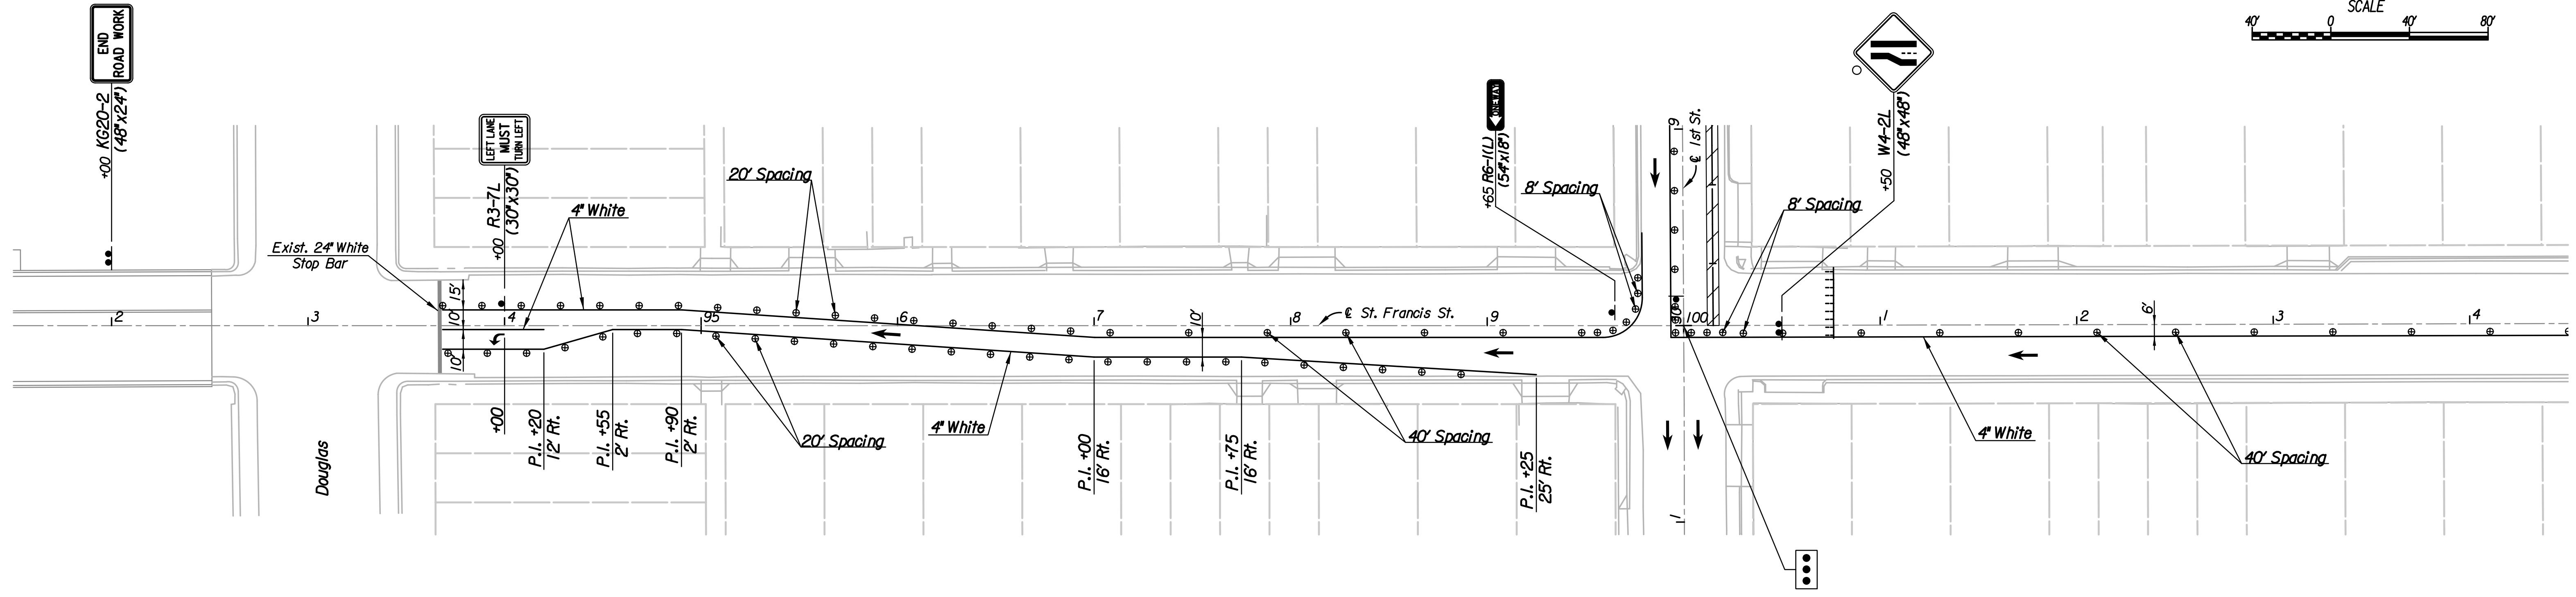 END
ROAD WORK
+00 KG20-2
(48"x24")
LEFT LANE
MUST
TURN LEFT
+00 R3-7L
(30"x30")
20' Spacing
4" White
Exist. 24" White
Stop Bar
ONE WAY
+65 R6-1(L)
(54"x18")
8' Spacing
9
℄ 1st St.
+50 W4-2L
(48"x48")
8' Spacing
SCALE
40' 0 40' 80'
15'
10'
10'
2 3 4 95 6 7 8 9 100 1 2 3 4
℄ St. Francis St.
10'
6'
Douglas
+00
P.I. +20
12' Rt.
P.I. +55
2' Rt.
P.I. +90
2' Rt.
20' Spacing
4" White
P.I. +00
16' Rt.
P.I. +75
16' Rt.
40' Spacing
P.I. +25
25' Rt.
1
4" White
40' Spacing